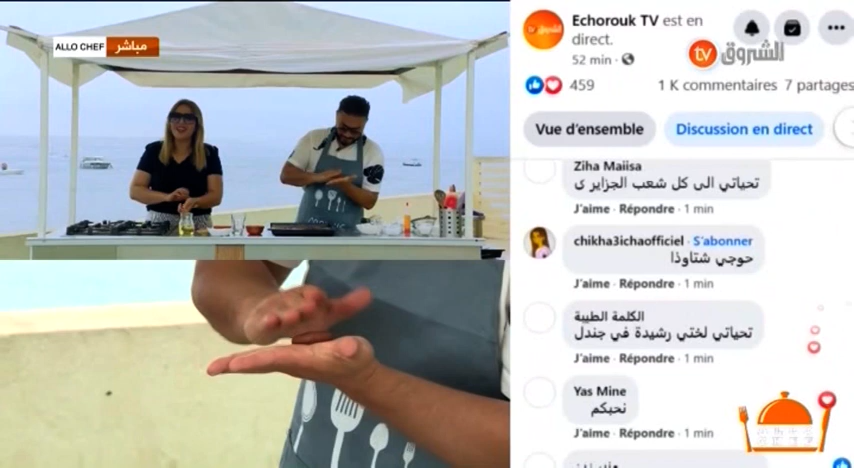 ALLO CHEF مباشر
Echorouk TV est en
direct.
52 min
tv الشروق
459
1 K commentaires 7 partages
Vue d'ensemble
Discussion en direct
Ziha Maiisa
تحياتي الى كل شعب الجزاير ى
J'aime · Répondre · 1 min
chikha3ichaofficiel · S'abonner
حوجي شتاوذا
J'aime · Répondre · 1 min
الكلمة الطيبة
تحياتي لختي رشيدة في جندل
J'aime · Répondre · 1 min
Yas Mine
نحبكم
J'aime · Répondre · 1 min